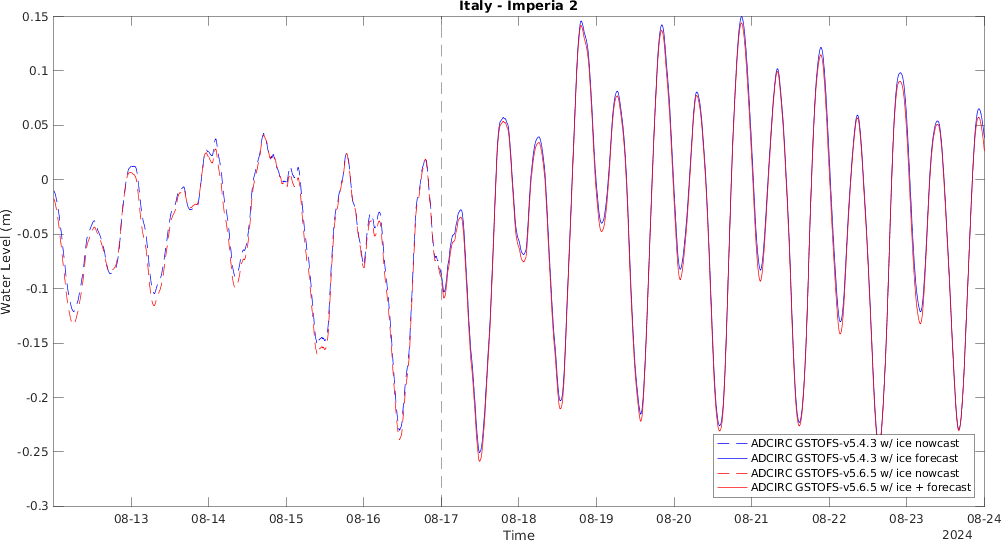 Italy - Imperia 2
0.15
0.1
0.05
0
-0.05
-0.1
-0.15
-0.2
-0.25
-0.3
Water Level (m)
ADCIRC GSTOFS-v5.4.3 w/ ice nowcast
ADCIRC GSTOFS-v5.4.3 w/ ice forecast
ADCIRC GSTOFS-v5.6.5 w/ ice nowcast
ADCIRC GSTOFS-v5.6.5 w/ ice + forecast
08-13 08-14 08-15 08-16 08-17 08-18 08-19 08-20 08-21 08-22 08-23 08-24
Time
2024